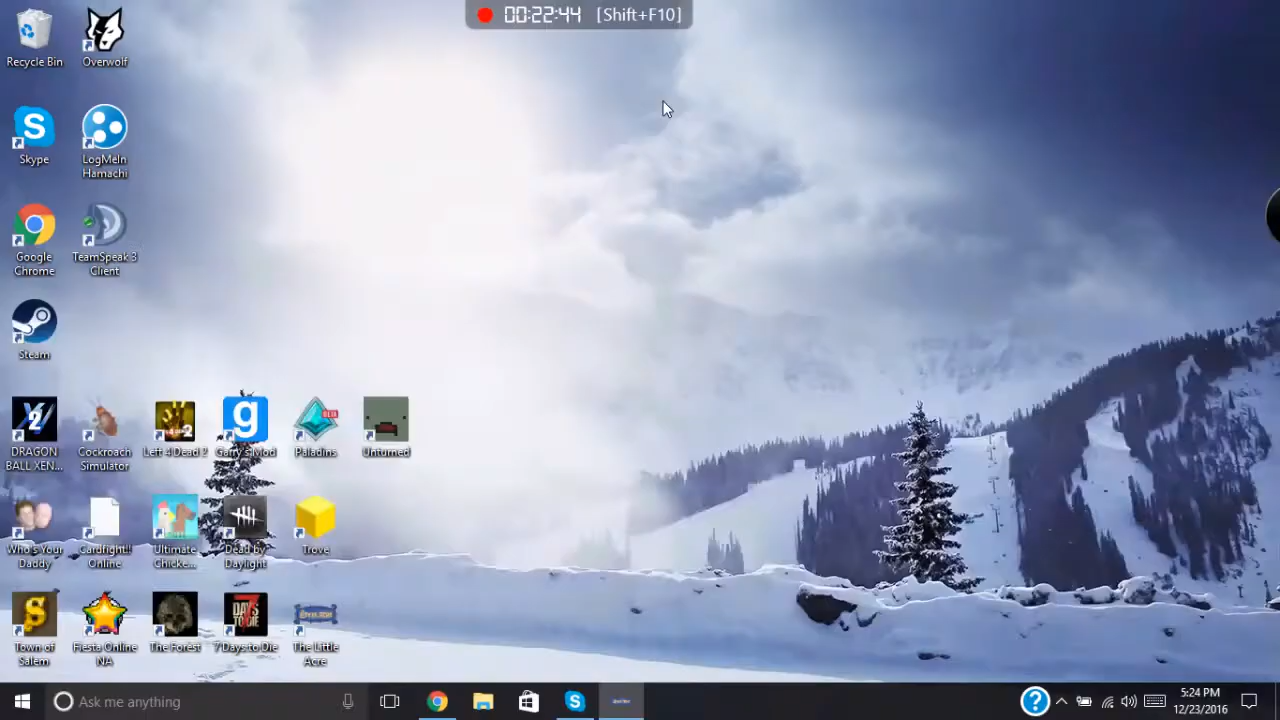 00:22:44 [Shift+F10]
Recycle Bin
Overwolf
Skype
LogMeIn
Hamachi
Google
Chrome
TeamSpeak 3
Client
Steam
DRAGON
BALL XEN...
Cockroach
Simulator
Left 4 Dead 2
Garry's Mod
Paladins
Unturned
Who's Your
Daddy
Cardfight!!
Online
Ultimate
Chicke...
Dead by
Daylight
Trove
Town of
Salem
Fiesta Online
NA
The Forest
7 Days to Die
The Little
Acre
Ask me anything
5:24 PM
12/23/2016